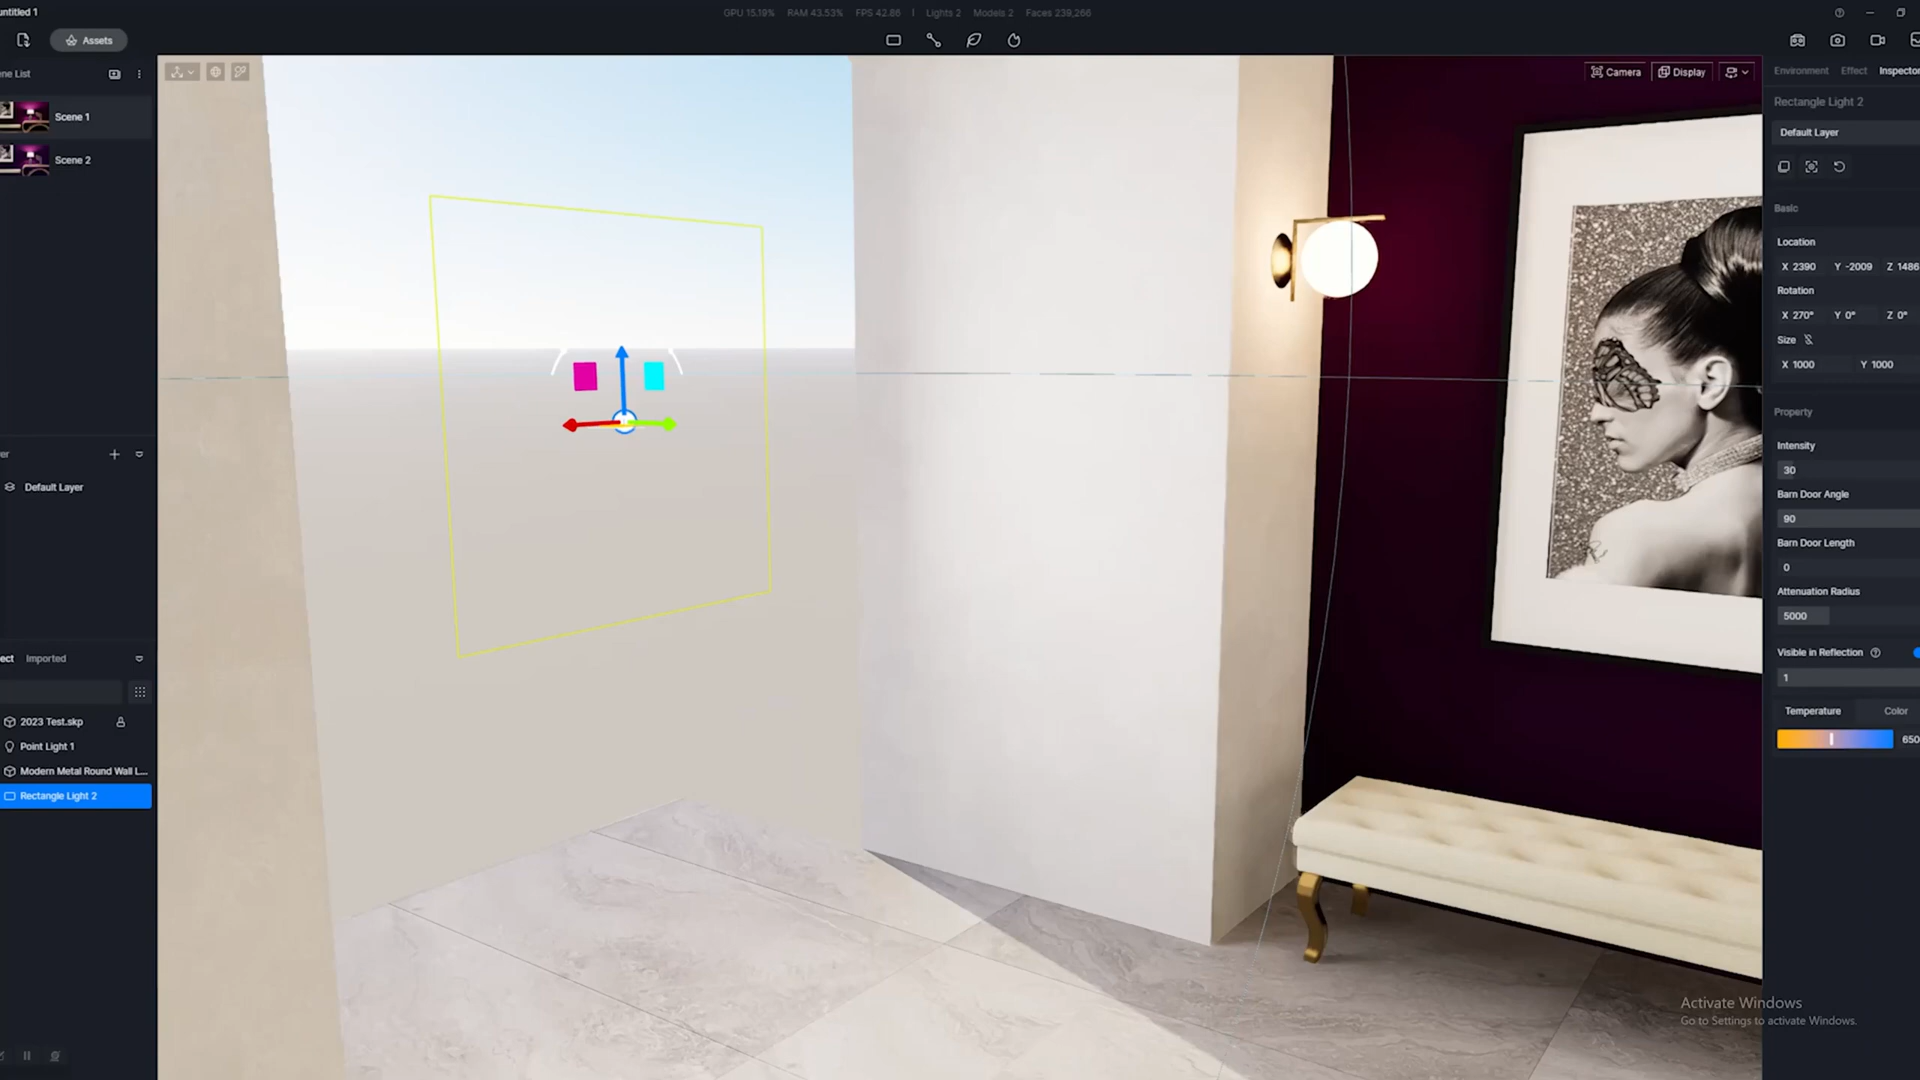 untitled 1
GPU 15.19% RAM 43.53% FPS 42.86 | Lights 2 Models 2 Faces 239,266
Assets
ne List
Scene 1
Scene 2
Camera
Display
Environment Effect Inspector
Rectangle Light 2
Default Layer
Basic
Location
X 2390 Y -2009 Z 1486
Rotation
X 270° Y 0° Z 0°
Size
X 1000 Y 1000
Property
Intensity
30
Barn Door Angle
90
Barn Door Length
0
Attenuation Radius
5000
Visible in Reflection
1
Temperature Color
650
er
Default Layer
ect Imported
2023 Test.skp
Point Light 1
Modern Metal Round Wall L...
Rectangle Light 2
Activate Windows
Go to Settings to activate Windows.